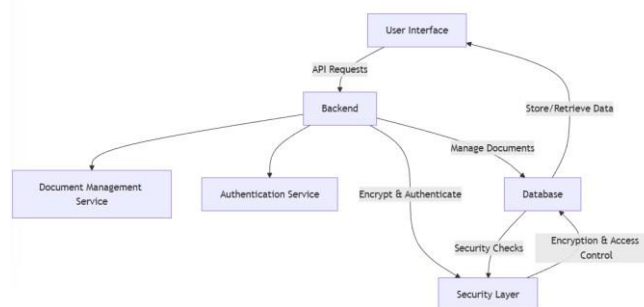 User Interface
API Requests
Backend
Store/Retrieve Data
Manage Documents
Document Management
Service
Authentication Service
Encrypt & Authenticate
Database
Security Checks
Encryption & Access
Control
Security Layer